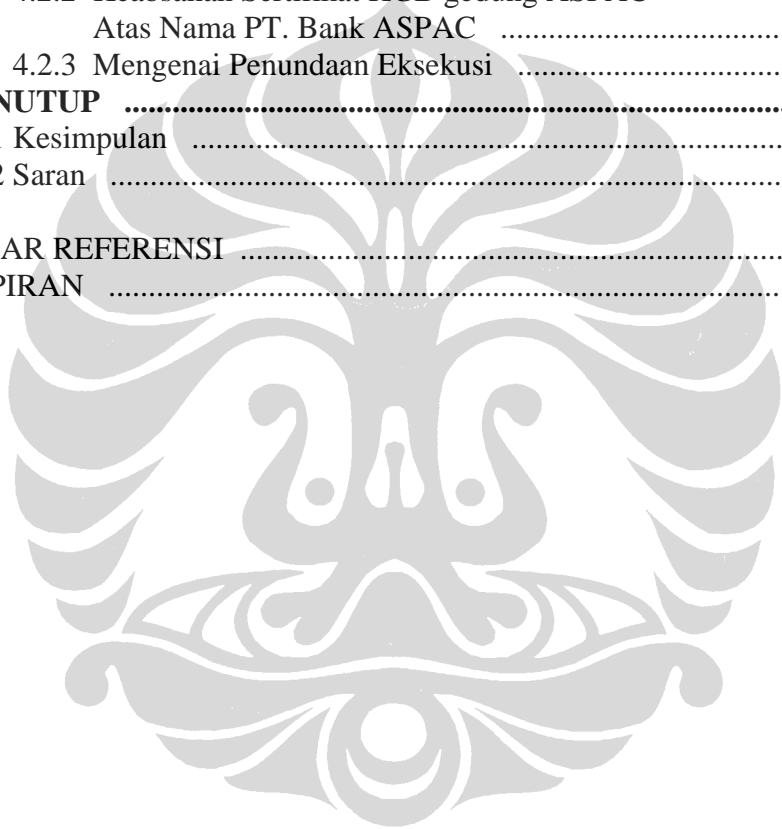 Atas Nama PT. Bank ASPAC ........................................
4.2.3 Mengenai Penundaan Eksekusi ......................................
NUTUP ..........................................................................................
Kesimpulan ....................................................................................
2 Saran ..............................................................................................
AR REFERENSI ..............................................................................
PIRAN ..............................................................................................